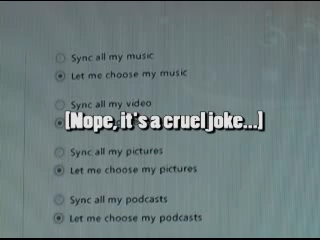 Sync all my music
Let me choose my music
Sync all my video
[Nope, it's a cruel joke...]
Sync all my pictures
Let me choose my pictures
Sync all my podcasts
Let me choose my podcasts